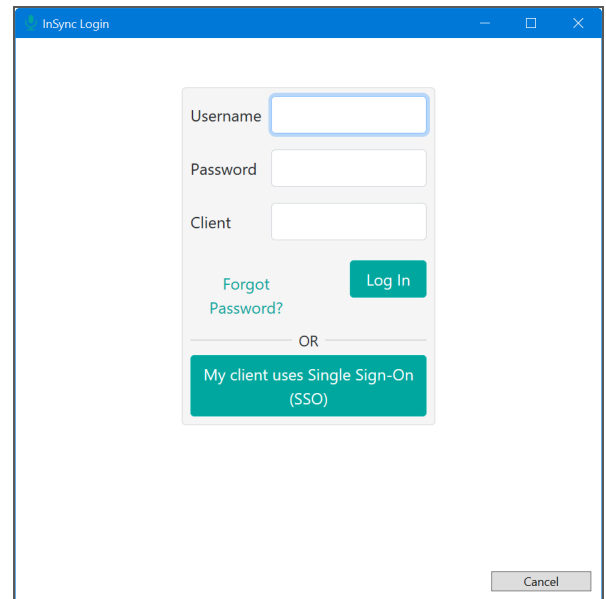 InSync Login
Username
Password
Client
Forgot
Password?
Log In
OR
My client uses Single Sign-On
(SSO)
Cancel